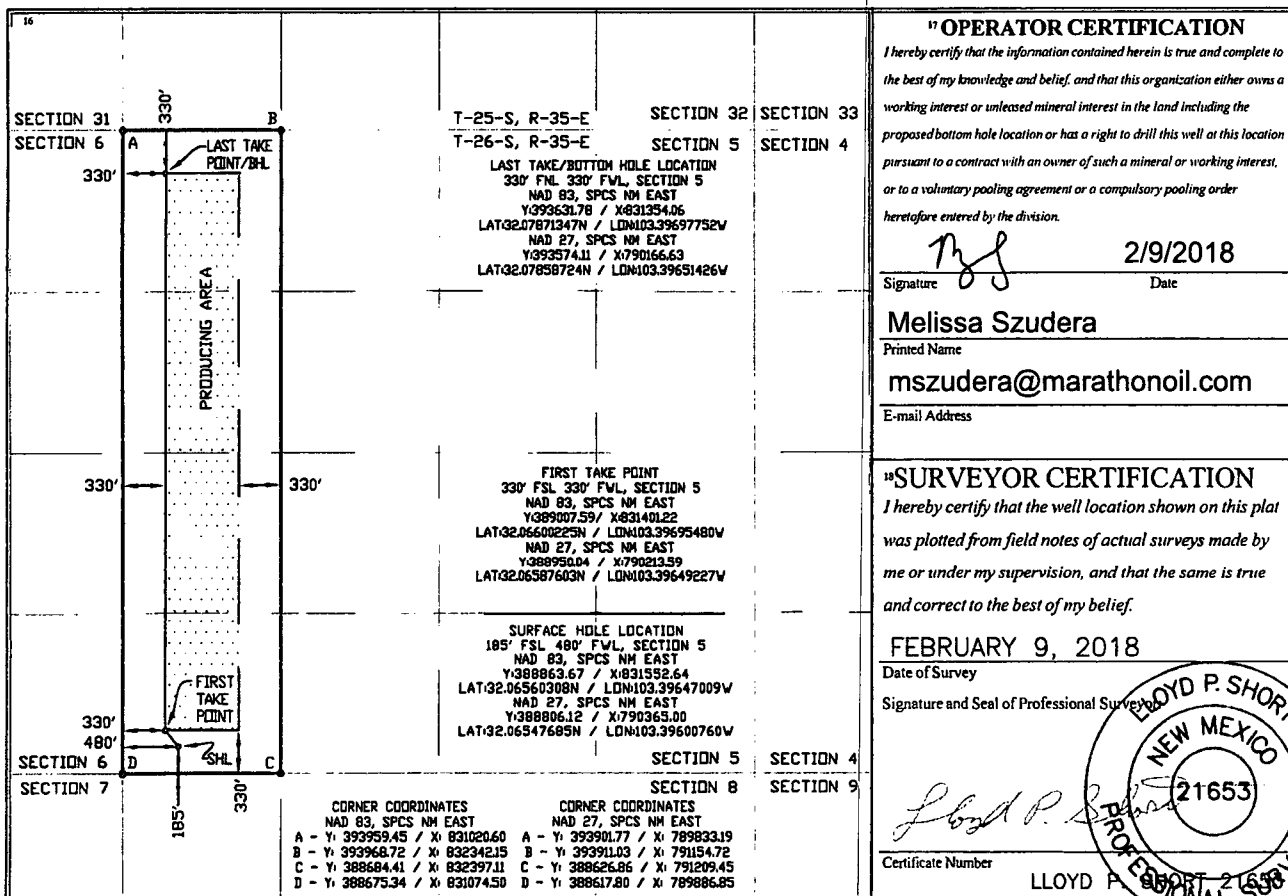 16
SECTION 31
SECTION 6
330'
B
A
LAST TAKE
POINT/BHL
330'
PRODUCING AREA
330'
330'
FIRST
TAKE
POINT
330'
480'
SHL
SECTION 6
SECTION 7
D
C
185'
330'
T-25-S, R-35-E
T-26-S, R-35-E
SECTION 32
SECTION 33
SECTION 5
SECTION 4
LAST TAKE/BOTTOM HOLE LOCATION
330' FNL 330' FWL, SECTION 5
NAD 83, SPCS NM EAST
Y:393631.78 / X:831354.06
LAT:32.07871347N / LON:103.39697752W
NAD 27, SPCS NM EAST
Y:393574.11 / X:790166.63
LAT:32.07858724N / LON:103.39651426W
FIRST TAKE POINT
330' FSL 330' FWL, SECTION 5
NAD 83, SPCS NM EAST
Y:389007.59/ X:831401.22
LAT:32.06600225N / LON:103.39695480W
NAD 27, SPCS NM EAST
Y:388950.04 / X:790213.59
LAT:32.06587603N / LON:103.39649227W
SURFACE HOLE LOCATION
185' FSL 480' FWL, SECTION 5
NAD 83, SPCS NM EAST
Y:388863.67 / X:831552.64
LAT:32.06560308N / LON:103.39647009W
NAD 27, SPCS NM EAST
Y:388806.12 / X:790365.00
LAT:32.06547685N / LON:103.39600760W
SECTION 5
SECTION 4
SECTION 8
SECTION 9
CORNER COORDINATES
NAD 83, SPCS NM EAST
A - Y: 393959.45 / X: 831020.60
B - Y: 393968.72 / X: 832342.15
C - Y: 388684.41 / X: 832397.11
D - Y: 388675.34 / X: 831074.50
CORNER COORDINATES
NAD 27, SPCS NM EAST
A - Y: 393901.77 / X: 789833.19
B - Y: 393911.03 / X: 791154.72
C - Y: 388626.86 / X: 791209.45
D - Y: 388617.80 / X: 789886.85
17 OPERATOR CERTIFICATION
I hereby certify that the information contained herein is true and complete to
the best of my knowledge and belief, and that this organization either owns a
working interest or unleased mineral interest in the land including the
proposed bottom hole location or has a right to drill this well at this location
pursuant to a contract with an owner of such a mineral or working interest,
or to a voluntary pooling agreement or a compulsory pooling order
heretofore entered by the division.
2/9/2018
Signature Date
Melissa Szudera
Printed Name
mszudera@marathonoil.com
E-mail Address
18 SURVEYOR CERTIFICATION
I hereby certify that the well location shown on this plat
was plotted from field notes of actual surveys made by
me or under my supervision, and that the same is true
and correct to the best of my belief.
FEBRUARY 9, 2018
Date of Survey
Signature and Seal of Professional Surveyor:
LLOYD P. SHORT
NEW MEXICO
21653
Lloyd P. Short
Certificate Number
LLOYD P. SHORT 21653